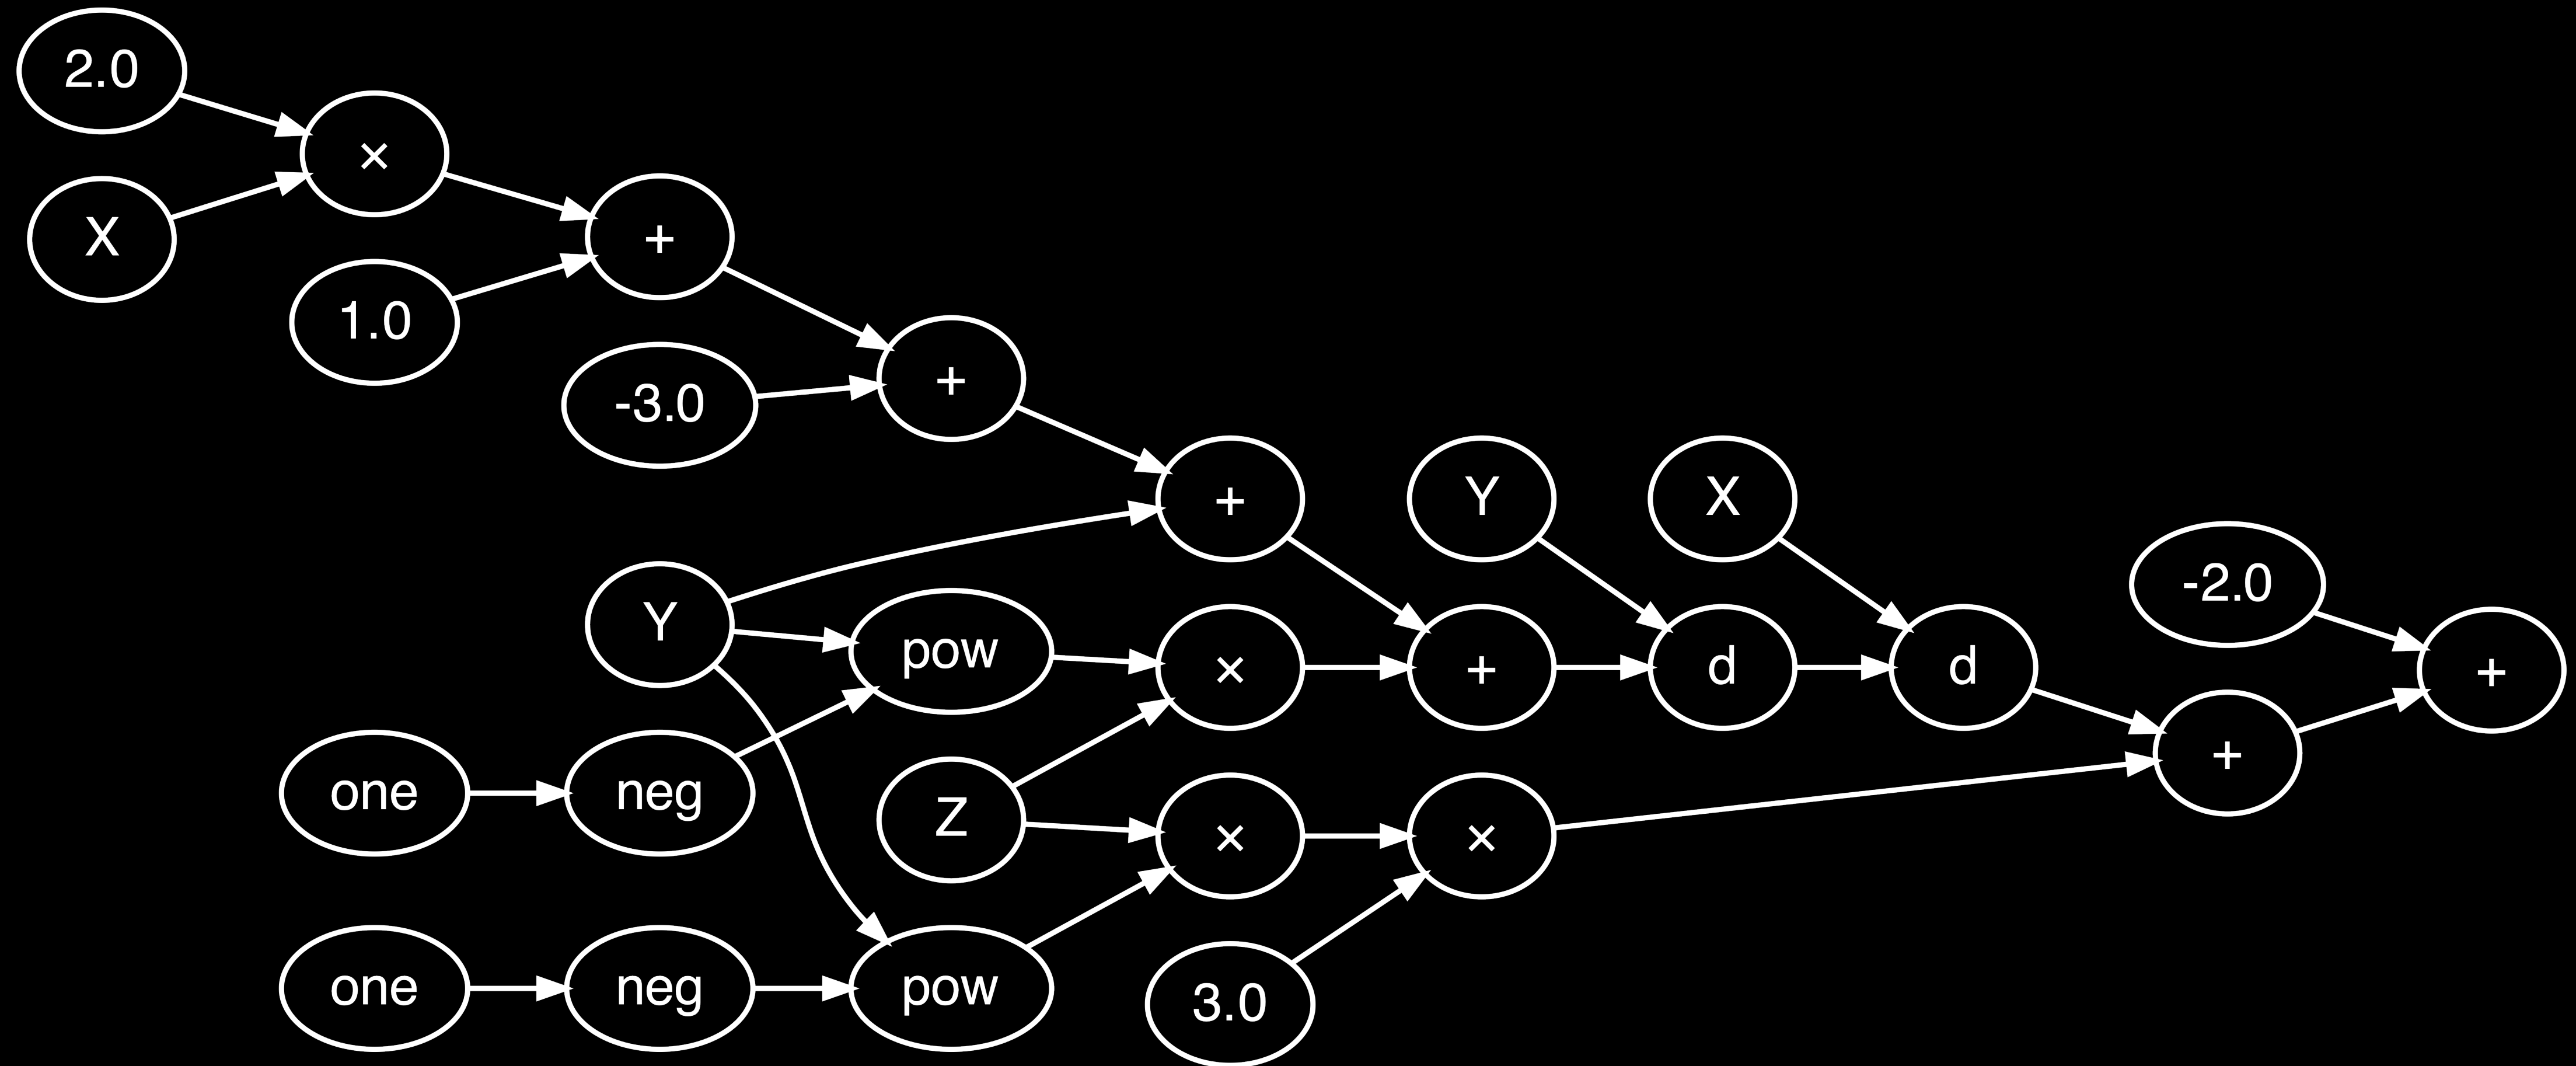 2.0
×
X
+
1.0
+
-3.0
+
Y
X
-2.0
Y
pow
×
+
d
d
+
+
one
neg
Z
×
×
one
neg
pow
3.0